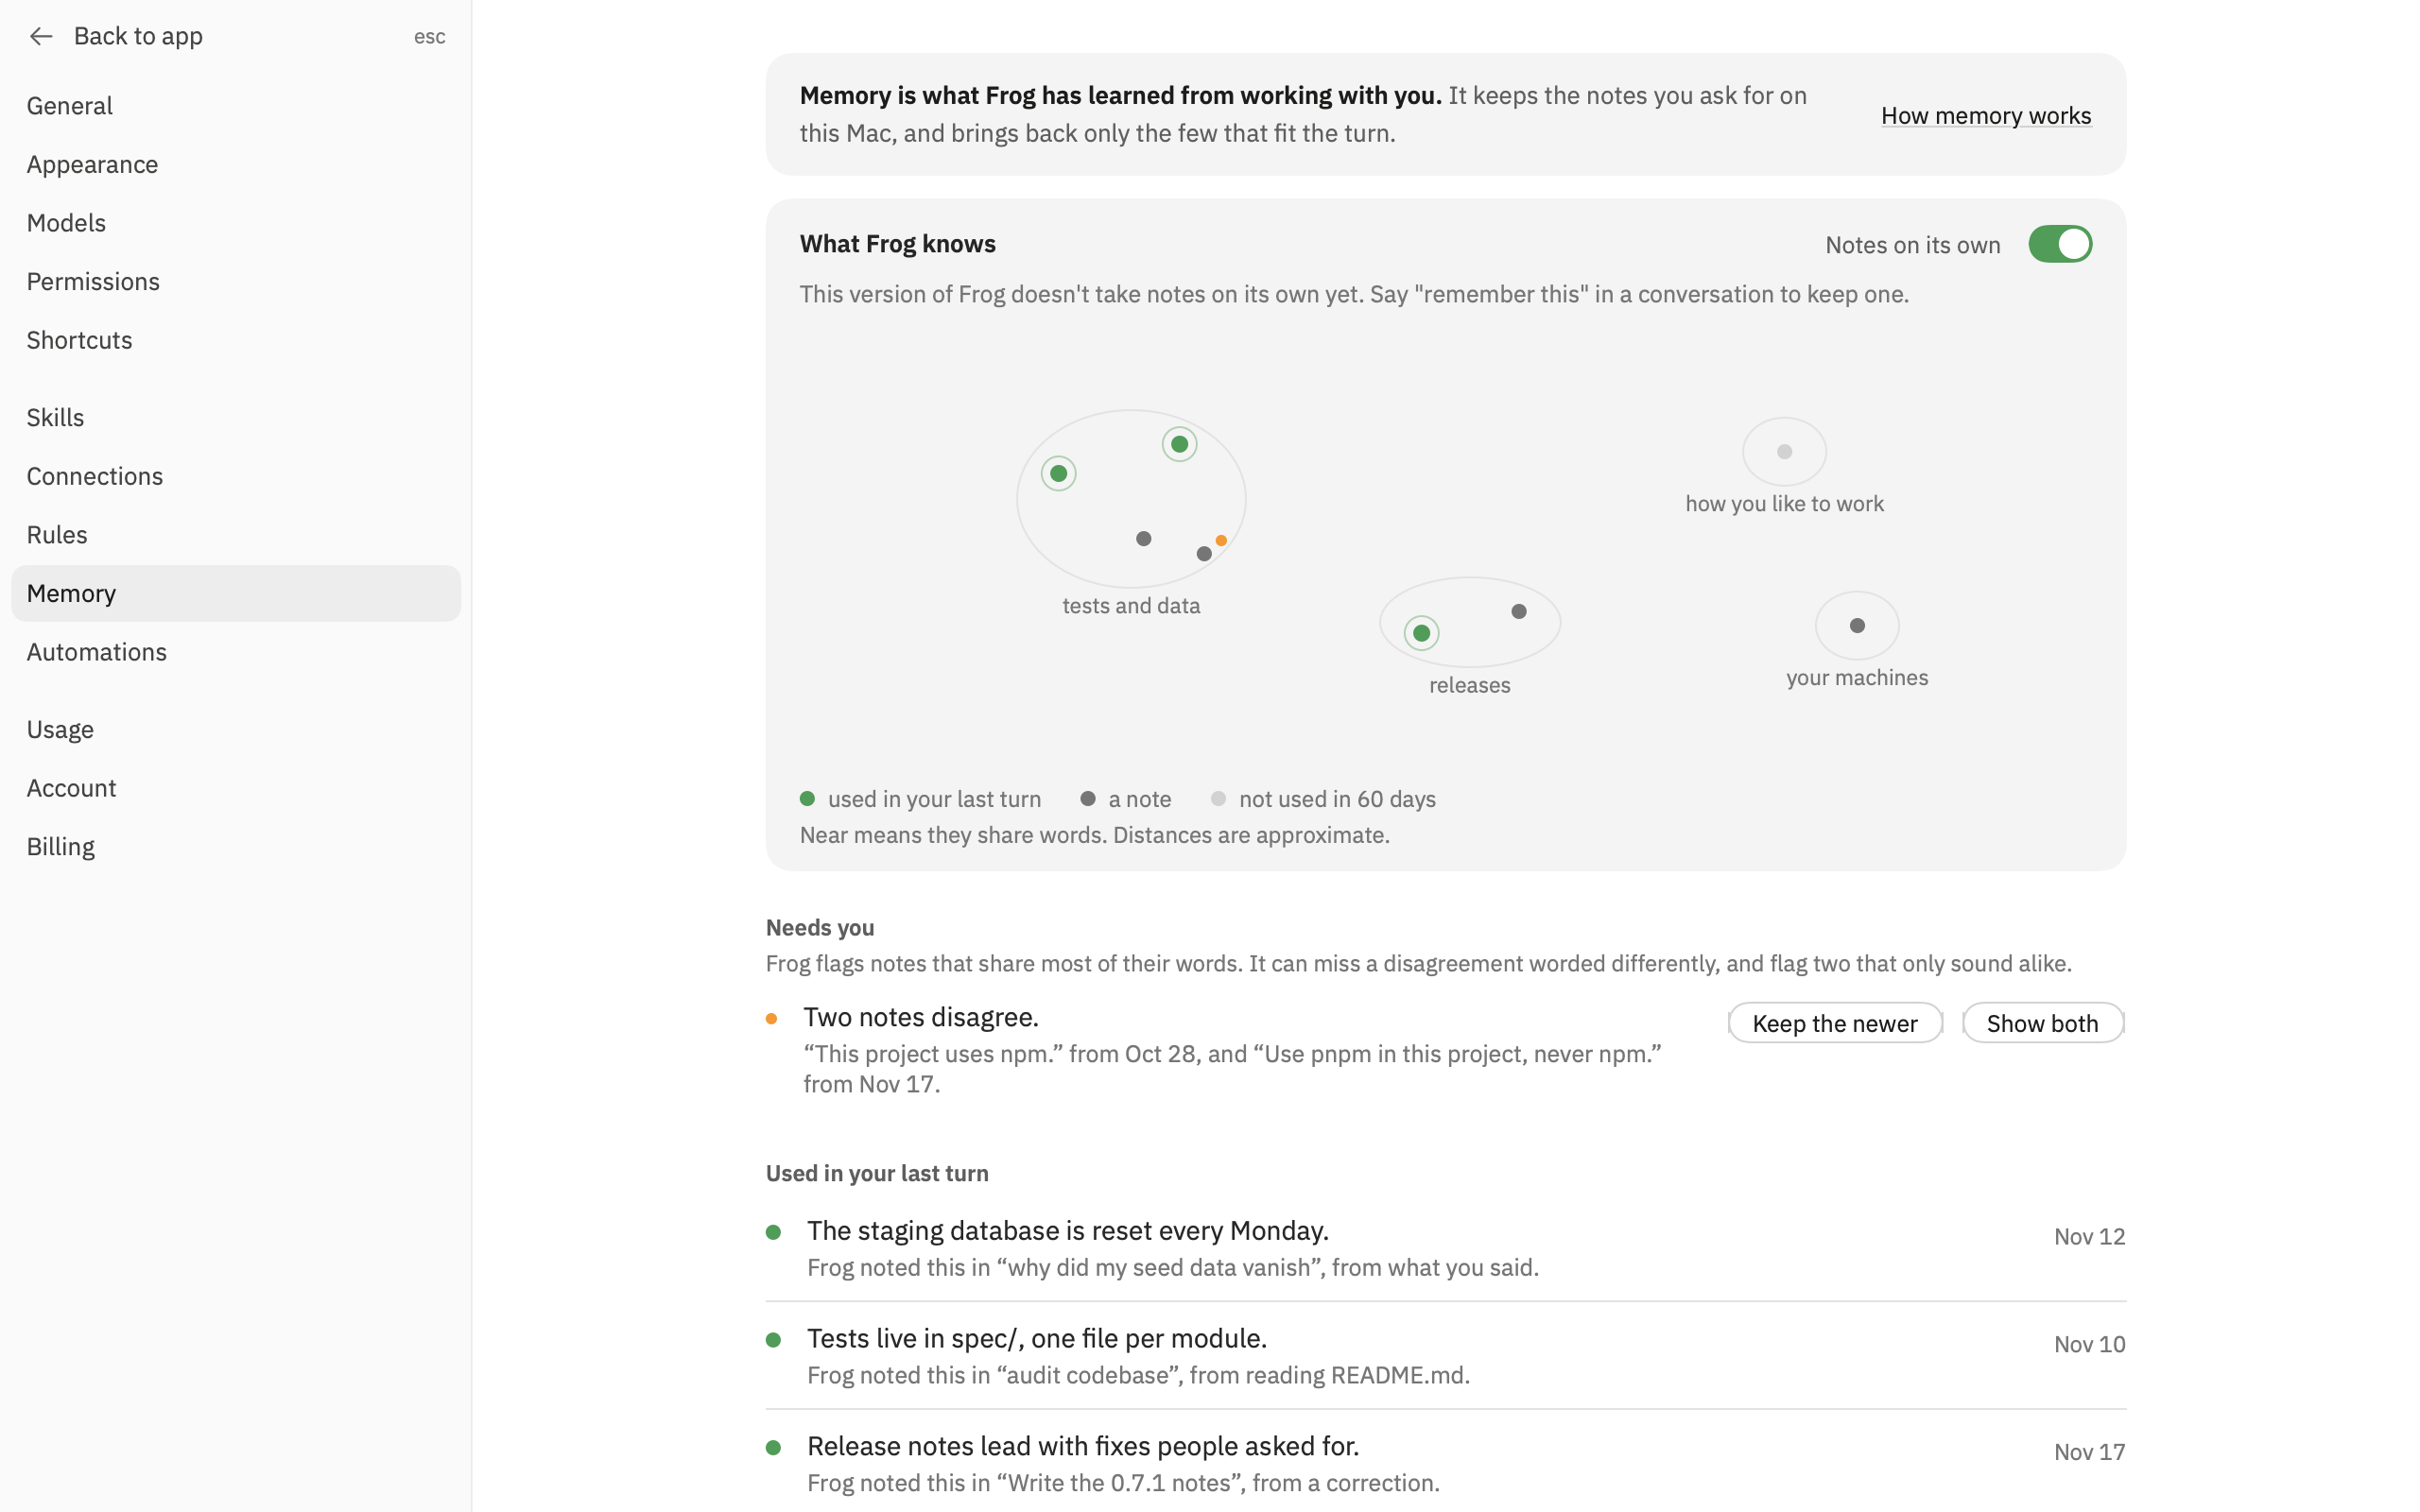 Back to app
esc
General
Appearance
Models
Permissions
Shortcuts
Skills
Connections
Rules
Memory
Automations
Usage
Account
Billing
Memory is what Frog has learned from working with you. It keeps the notes you ask for on
this Mac, and brings back only the few that fit the turn.
How memory works
What Frog knows
Notes on its own
This version of Frog doesn't take notes on its own yet. Say "remember this" in a conversation to keep one.
how you like to work
tests and data
your machines
releases
used in your last turn
a note
not used in 60 days
Near means they share words. Distances are approximate.
Needs you
Frog flags notes that share most of their words. It can miss a disagreement worded differently, and flag two that only sound alike.
Two notes disagree.
Keep the newer
Show both
“This project uses npm.” from Oct 28, and “Use pnpm in this project, never npm.”
from Nov 17.
Used in your last turn
The staging database is reset every Monday.
Nov 12
Frog noted this in “why did my seed data vanish”, from what you said.
Tests live in spec/, one file per module.
Nov 10
Frog noted this in “audit codebase”, from reading README.md.
Release notes lead with fixes people asked for.
Nov 17
Frog noted this in “Write the 0.7.1 notes”, from a correction.